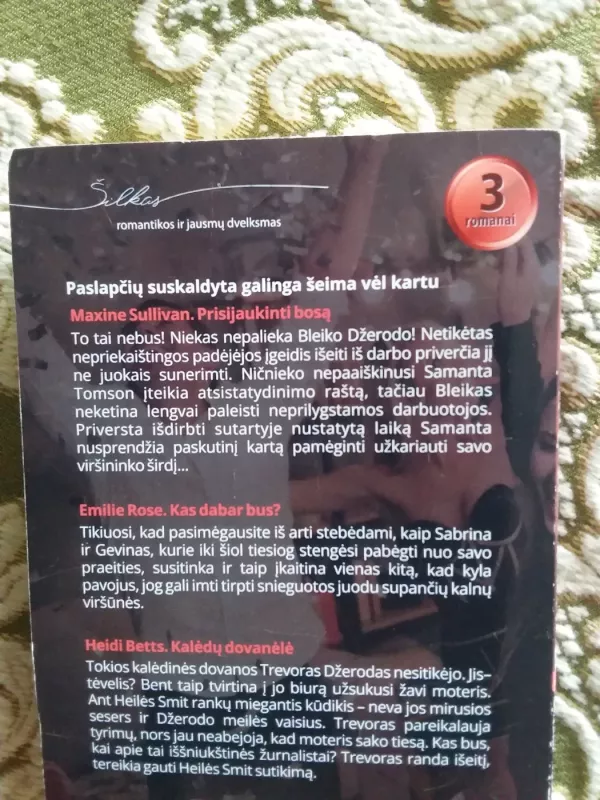 Šilkas
romantikos ir jausmų dvelksmas
3
romanai
Paslapčių suskaldyta galinga šeima vėl kartu
Maxine Sullivan. Prisijaukinti bosą
To tai nebus! Niekas nepalieka Bleiko Džerodo! Netikėtas
nepriekaištingos padėjėjos įgeidis išeiti iš darbo priverčia jį
ne juokais sunerimti. Ničnieko nepaaiškinusi Samanta
Tomson įteikia atsistatydinimo raštą, tačiau Bleikas
neketina lengvai paleisti neprilygstamos darbuotojos.
Priversta išdirbti sutartyje nustatytą laiką Samanta
nusprendžia paskutinį kartą pamėginti užkariauti savo
viršininko širdį...
Emilie Rose. Kas dabar bus?
Tikiuosi, kad pasimėgausite iš arti stebėdami, kaip Sabrina
ir Gevinas, kurie iki šiol tiesiog stengėsi pabėgti nuo savo
praeities, susitinka ir taip įkaitina vienas kitą, kad kyla
pavojus, jog gali imti tirpti snieguotos juodu supančių kalnų
viršūnės.
Heidi Betts. Kalėdų dovanėlė
Tokios kalėdinės dovanos Trevoras Džerodas nesitikėjo. Jis–
tėvelis? Bent taip tvirtina į jo biurą užsukusi žavi moteris.
Ant Heilės Smit rankų miegantis kūdikis – neva jos mirusios
sesers ir Džerodo meilės vaisius. Trevoras pareikalauja
tyrimų, nors jau neabejoja, kad moteris sako tiesą. Kas bus,
kai apie tai iššniukštinės žurnalistai? Trevoras randa išeitį,
tereikia gauti Heilės Smit sutikimą.